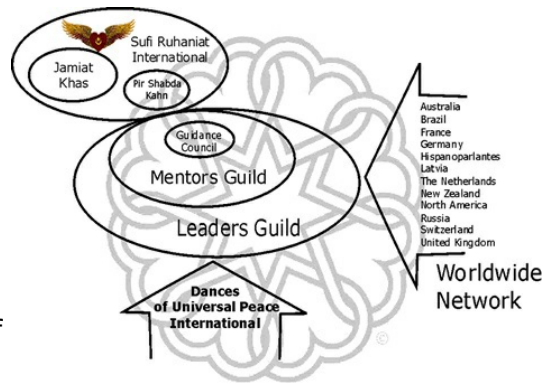 Sufi Ruhaniat
International
Jamiat
Khas
Pir Shabda
Kahn
Guidance
Council
Mentors Guild
Leaders Guild
Dances
of Universal Peace
International
Australia
Brazil
France
Germany
Hispanoparlantes
Latvia
The Netherlands
New Zealand
North America
Russia
Switzerland
United Kingdom
Worldwide
Network
©